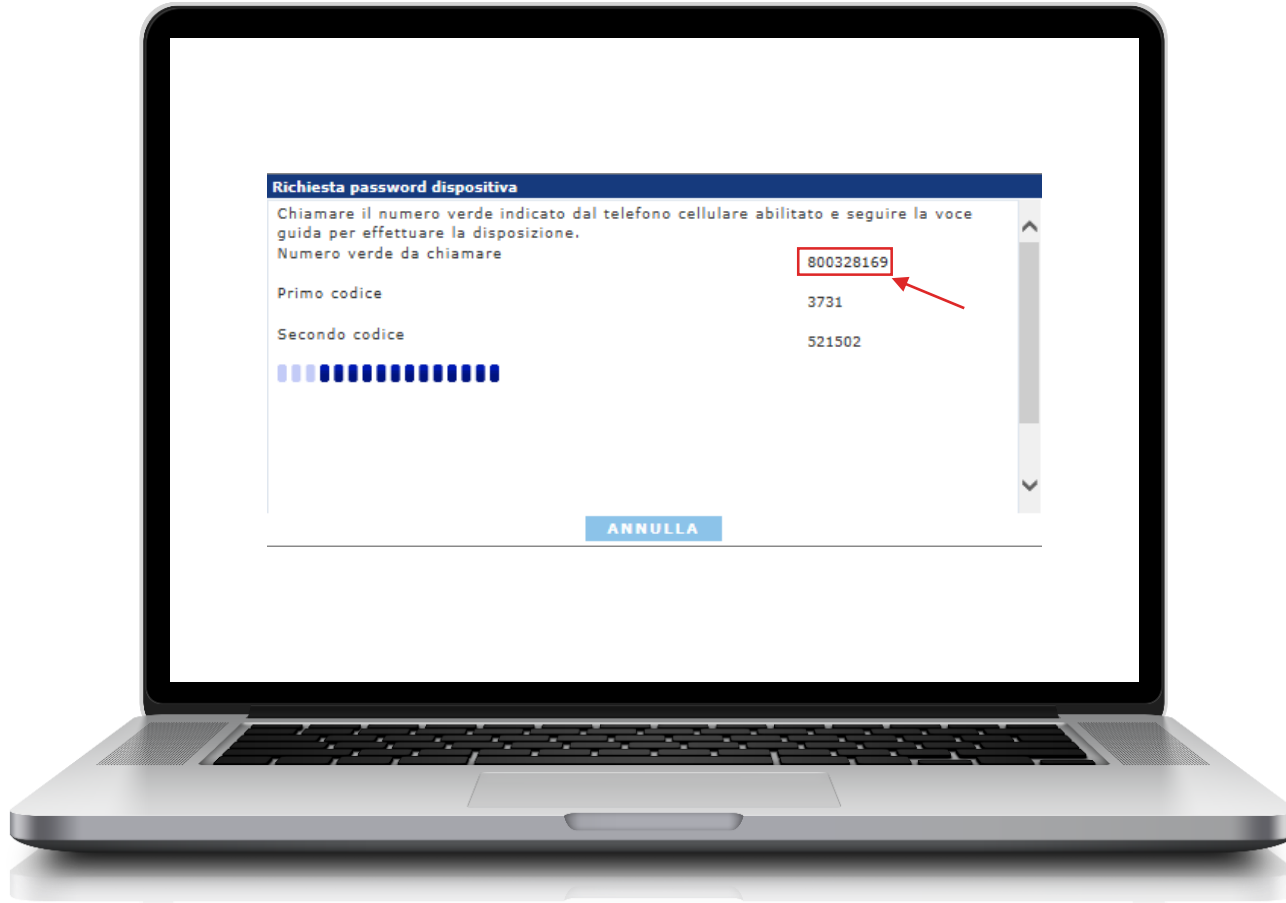 Richiesta password dispositiva
Chiamare il numero verde indicato dal telefono cellulare abilitato e seguire la voce
guida per effettuare la disposizione.
Numero verde da chiamare 800328169
Primo codice 3731
Secondo codice 521502
ANNULLA